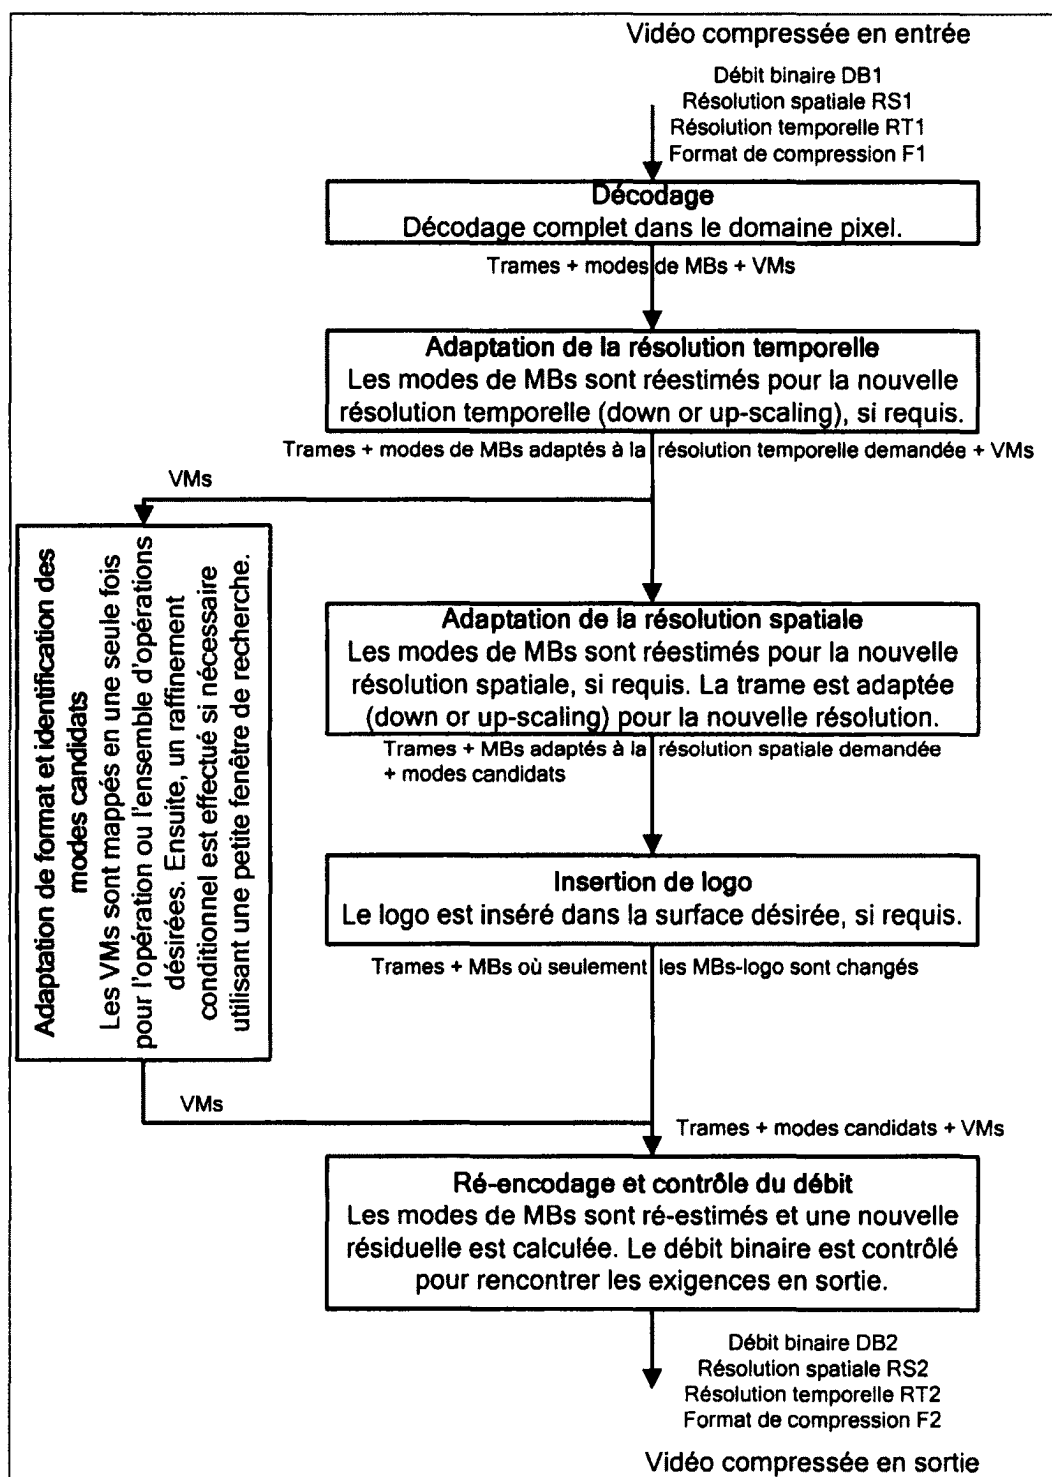 Vidéo compressée en entrée
Débit binaire DB1
Résolution spatiale RS1
Résolution temporelle RT1
Format de compression F1
Décodage
Décodage complet dans le domaine pixel.
Trames + modes de MBs + VMs
Adaptation de la résolution temporelle
Les modes de MBs sont réestimés pour la nouvelle
résolution temporelle (down or up-scaling), si requis.
Trames + modes de MBs adaptés à la résolution temporelle demandée + VMs
VMs
Adaptation de format et identification des
modes candidats
Les VMs sont mappés en une seule fois
pour l'opération ou l'ensemble d'opérations
désirées. Ensuite, un raffinement
conditionnel est effectué si nécessaire
utilisant une petite fenêtre de recherche.
Adaptation de la résolution spatiale
Les modes de MBs sont réestimés pour la nouvelle
résolution spatiale, si requis. La trame est adaptée
(down or up-scaling) pour la nouvelle résolution.
Trames + MBs adaptés à la résolution spatiale demandée
+ modes candidats
Insertion de logo
Le logo est inséré dans la surface désirée, si requis.
Trames + MBs où seulement les MBs-logo sont changés
VMs
Trames + modes candidats + VMs
Ré-encodage et contrôle du débit
Les modes de MBs sont ré-estimés et une nouvelle
résiduelle est calculée. Le débit binaire est contrôlé
pour rencontrer les exigences en sortie.
Débit binaire DB2
Résolution spatiale RS2
Résolution temporelle RT2
Format de compression F2
Vidéo compressée en sortie